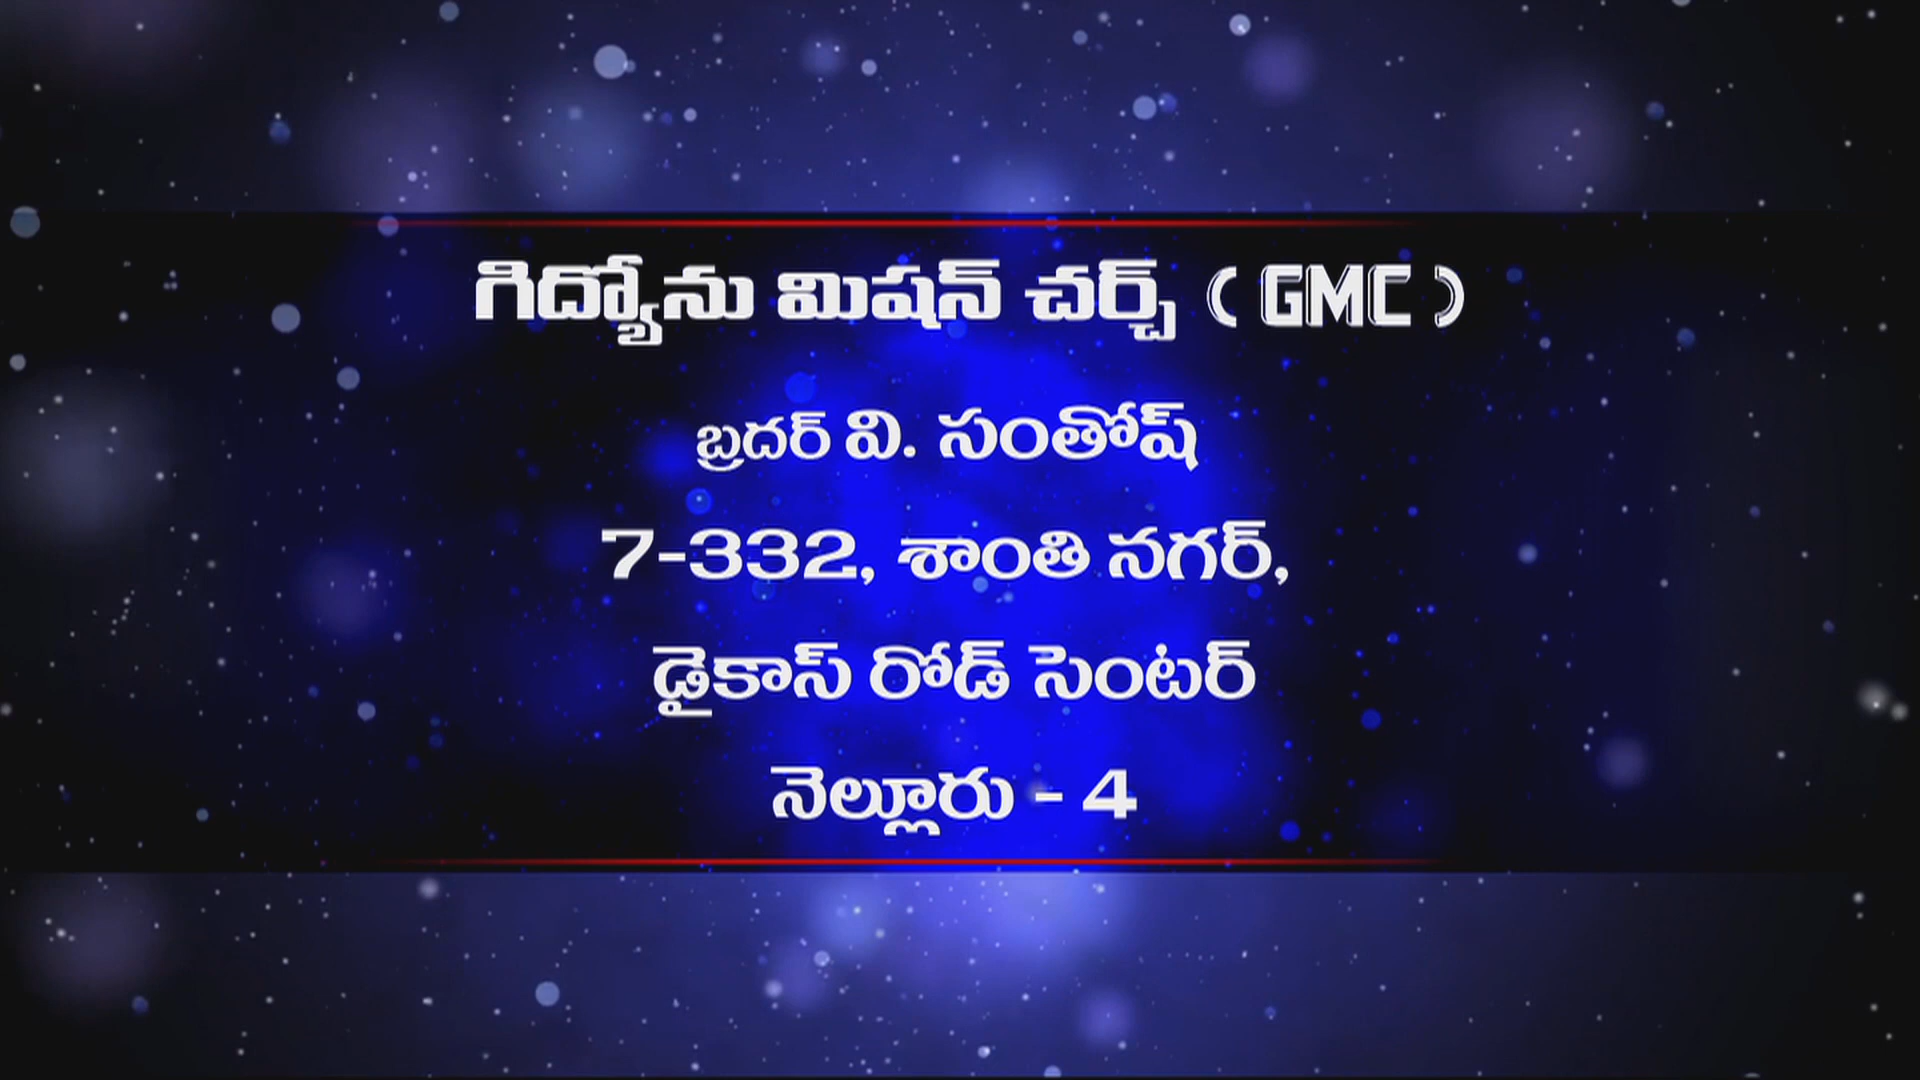 గిద్యోను మిషన్ చర్చ్ ( GMC )
బ్రదర్ వి. సంతోష్
7-332, శాంతి నగర్,
డైకాస్ రోడ్ సెంటర్
నెల్లూరు - 4